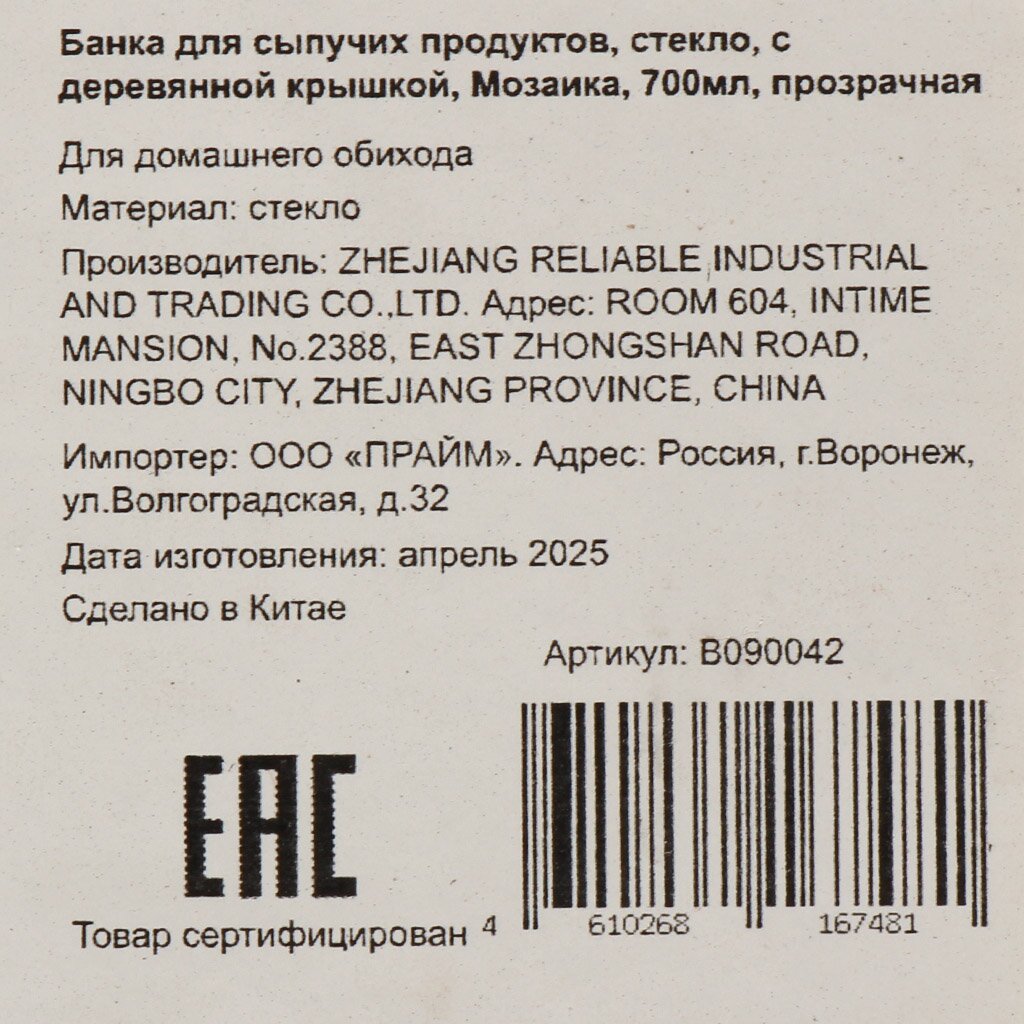 Банка для сыпучих продуктов, стекло, с
деревянной крышкой, Мозаика, 700мл, прозрачная
Для домашнего обихода
Материал: стекло
Производитель: ZHEJIANG RELIABLE INDUSTRIAL
AND TRADING CO.,LTD. Адрес: ROOM 604, INTIME
MANSION, No.2388, EAST ZHONGSHAN ROAD,
NINGBO CITY, ZHEJIANG PROVINCE, CHINA
Импортер: ООО «ПРАЙМ». Адрес: Россия, г.Воронеж,
ул.Волгоградская, д.32
Дата изготовления: апрель 2025
Сделано в Китае
Артикул: B090042
EAC
Товар сертифицирован
4 610268 167481